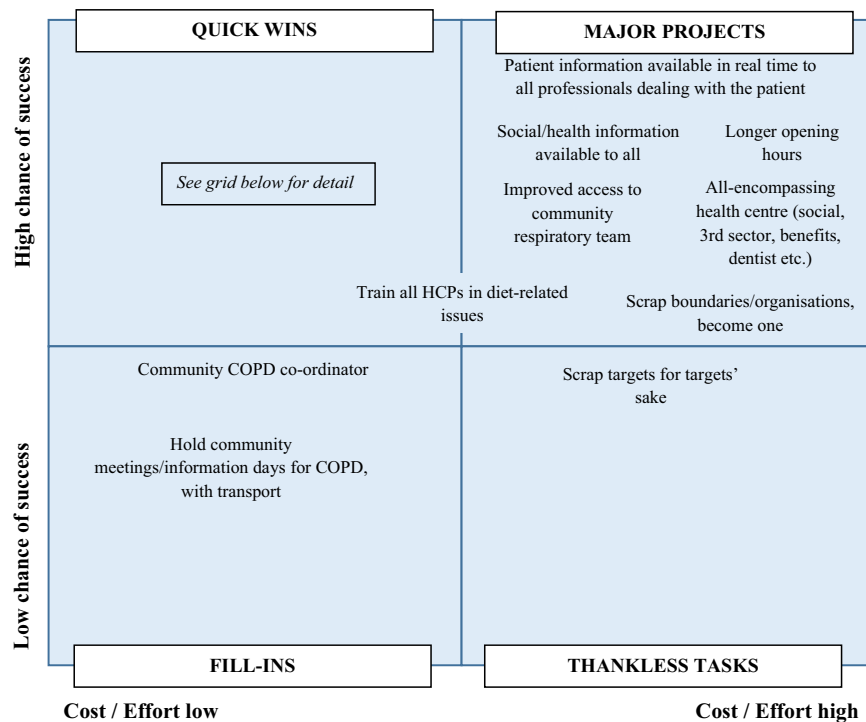 QUICK WINS
MAJOR PROJECTS
High chance of success
Patient information available in real time to
all professionals dealing with the patient
Social/health information
available to all
Longer opening
hours
See grid below for detail
Improved access to
community
respiratory team
All-encompassing
health centre (social,
3rd sector, benefits,
dentist etc.)
Train all HCPs in diet-related
issues
Scrap boundaries/organisations,
become one
Low chance of success
Community COPD co-ordinator
Scrap targets for targets’
sake
Hold community
meetings/information days for COPD,
with transport
FILL-INS
THANKLESS TASKS
Cost / Effort low
Cost / Effort high